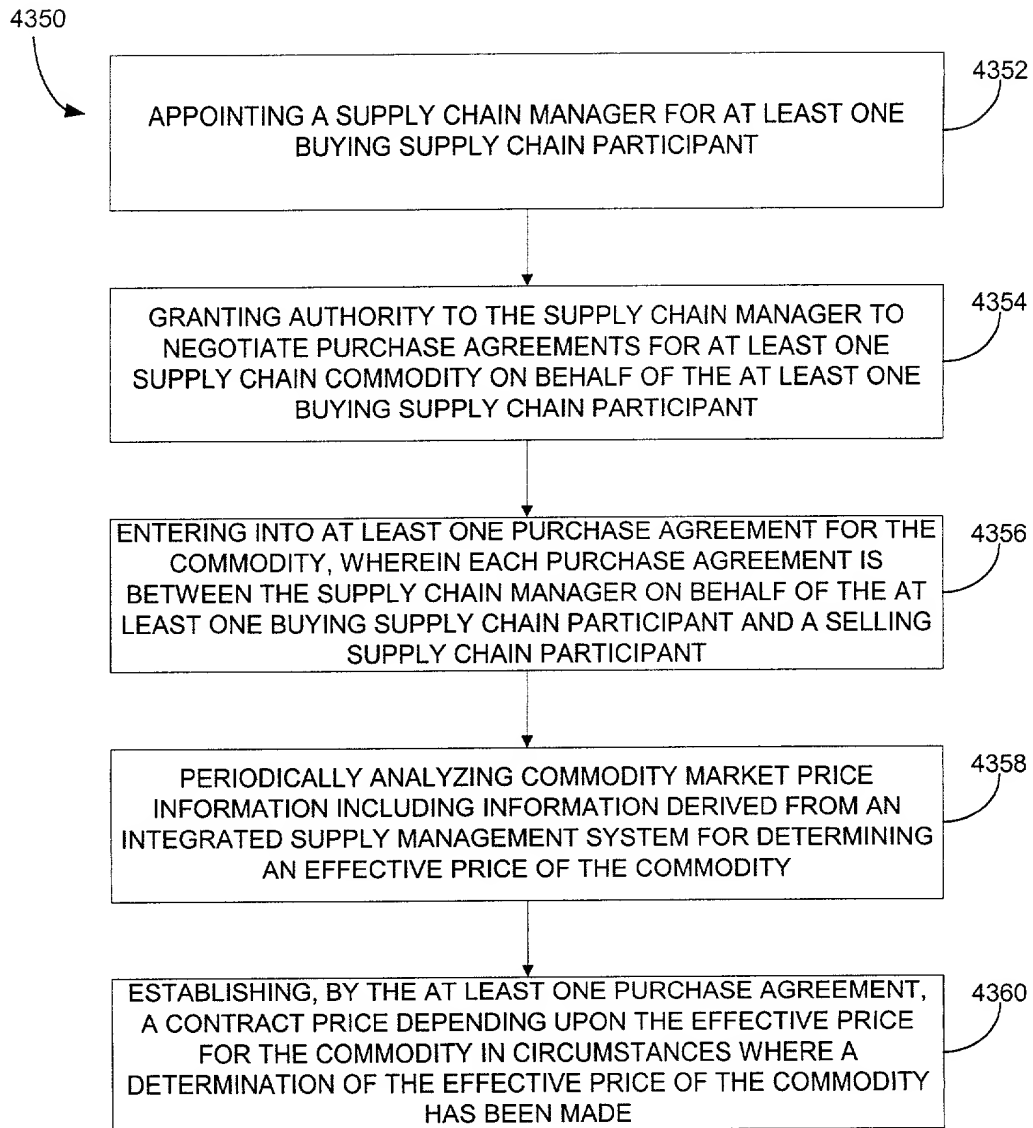 4350
4352
APPOINTING A SUPPLY CHAIN MANAGER FOR AT LEAST ONE
BUYING SUPPLY CHAIN PARTICIPANT
4354
GRANTING AUTHORITY TO THE SUPPLY CHAIN MANAGER TO
NEGOTIATE PURCHASE AGREEMENTS FOR AT LEAST ONE
SUPPLY CHAIN COMMODITY ON BEHALF OF THE AT LEAST ONE
BUYING SUPPLY CHAIN PARTICIPANT
4356
ENTERING INTO AT LEAST ONE PURCHASE AGREEMENT FOR THE
COMMODITY, WHEREIN EACH PURCHASE AGREEMENT IS
BETWEEN THE SUPPLY CHAIN MANAGER ON BEHALF OF THE AT
LEAST ONE BUYING SUPPLY CHAIN PARTICIPANT AND A SELLING
SUPPLY CHAIN PARTICIPANT
4358
PERIODICALLY ANALYZING COMMODITY MARKET PRICE
INFORMATION INCLUDING INFORMATION DERIVED FROM AN
INTEGRATED SUPPLY MANAGEMENT SYSTEM FOR DETERMINING
AN EFFECTIVE PRICE OF THE COMMODITY
4360
ESTABLISHING, BY THE AT LEAST ONE PURCHASE AGREEMENT,
A CONTRACT PRICE DEPENDING UPON THE EFFECTIVE PRICE
FOR THE COMMODITY IN CIRCUMSTANCES WHERE A
DETERMINATION OF THE EFFECTIVE PRICE OF THE COMMODITY
HAS BEEN MADE